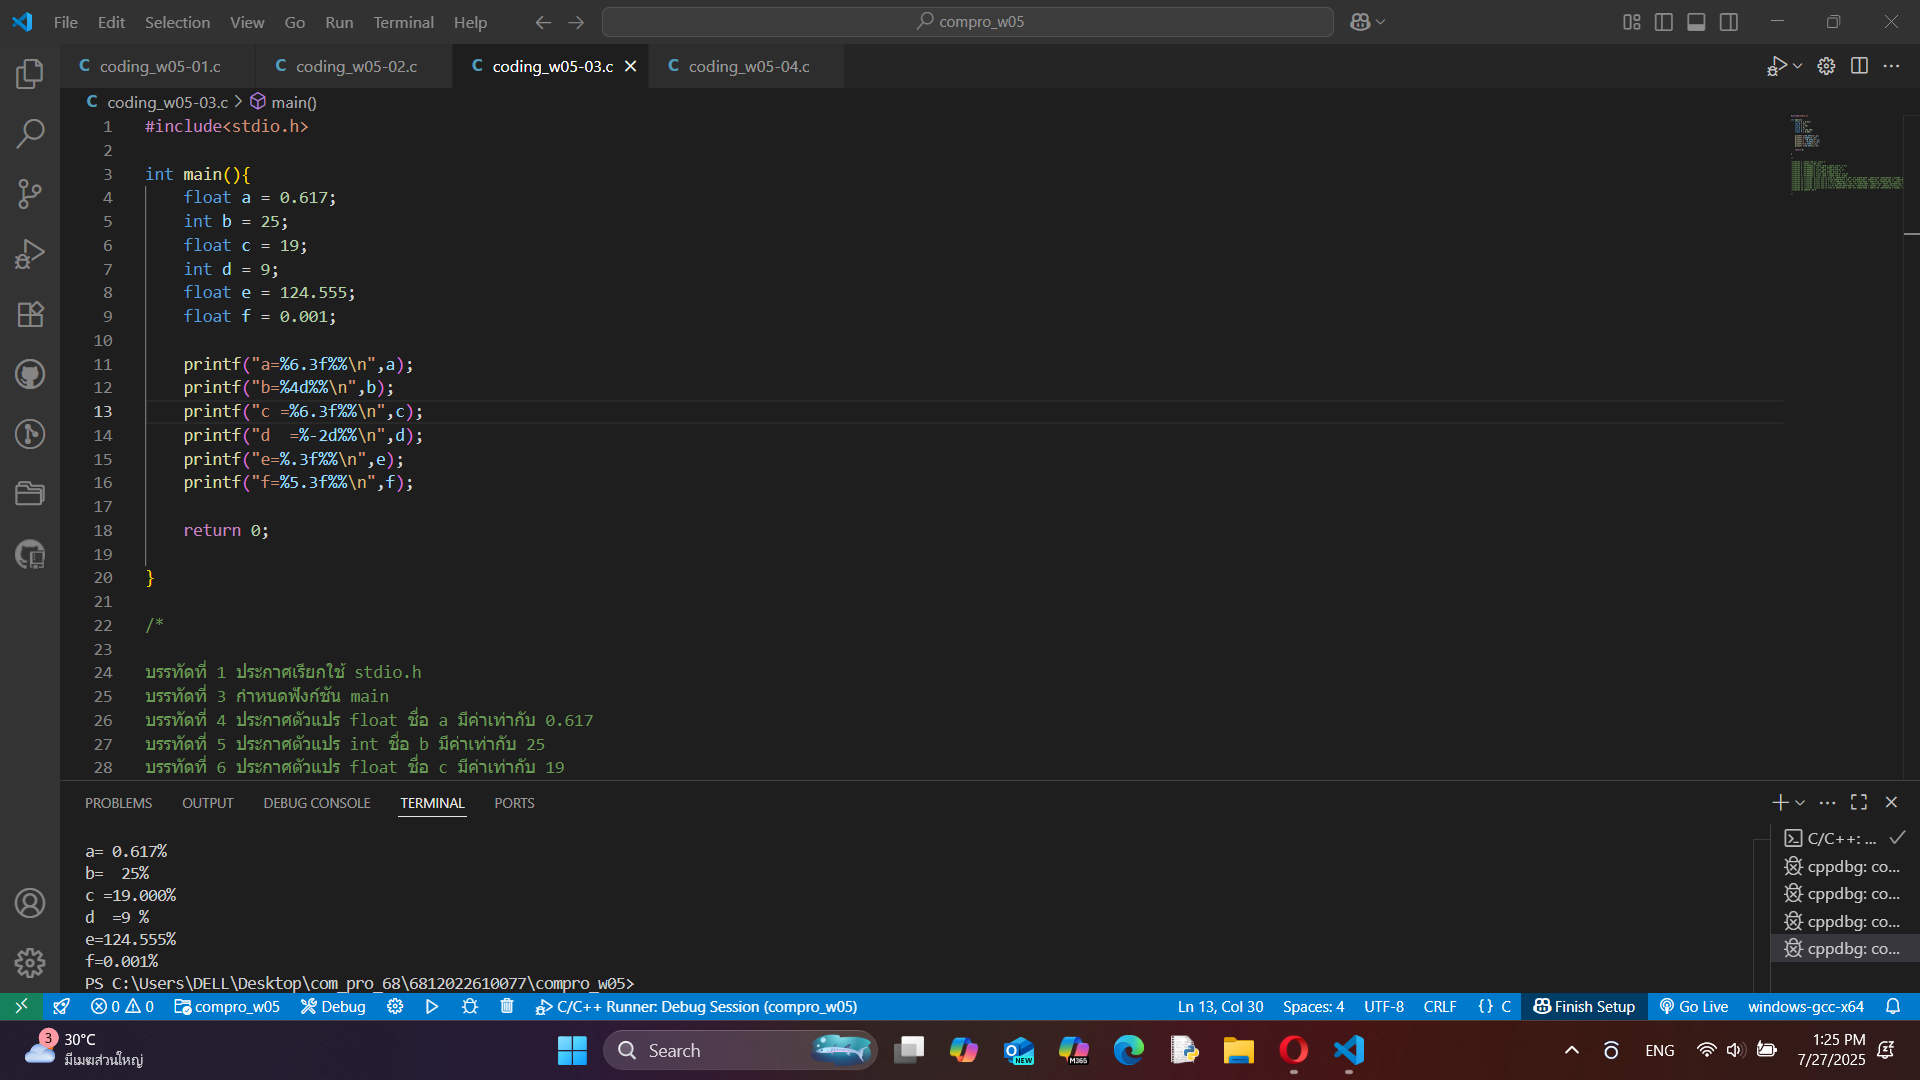 File Edit Selection View Go Run Terminal Help
compro_w05
C coding_w05-01.c
C coding_w05-02.c
C coding_w05-03.c
C coding_w05-04.c
C coding_w05-03.c > main()
1 #include<stdio.h>
2
3 int main(){
4 float a = 0.617;
5 int b = 25;
6 float c = 19;
7 int d = 9;
8 float e = 124.555;
9 float f = 0.001;
10
11 printf("a=%6.3f%%\n",a);
12 printf("b=%4d%%\n",b);
13 printf("c =%6.3f%%\n",c);
14 printf("d  =%-2d%%\n",d);
15 printf("e=%.3f%%\n",e);
16 printf("f=%5.3f%%\n",f);
17
18 return 0;
19
20 }
21
22 /*
23
24 บรรทัดที่ 1 ประกาศเรียกใช้ stdio.h
25 บรรทัดที่ 3 กำหนดฟังก์ชัน main
26 บรรทัดที่ 4 ประกาศตัวแปร float ชื่อ a มีค่าเท่ากับ 0.617
27 บรรทัดที่ 5 ประกาศตัวแปร int ชื่อ b มีค่าเท่ากับ 25
28 บรรทัดที่ 6 ประกาศตัวแปร float ชื่อ c มีค่าเท่ากับ 19
PROBLEMS OUTPUT DEBUG CONSOLE TERMINAL PORTS
a= 0.617%
b=  25%
c =19.000%
d  =9 %
e=124.555%
f=0.001%
PS C:\Users\DELL\Desktop\com_pro_68\6812022610077\compro_w05>
C/C++: ...
cppdbg: co...
cppdbg: co...
cppdbg: co...
cppdbg: co...
0 0 compro_w05 Debug C/C++ Runner: Debug Session (compro_w05) Ln 13, Col 30 Spaces: 4 UTF-8 CRLF {} C Finish Setup Go Live windows-gcc-x64
3 30°C
มีเมฆส่วนใหญ่
Search
NEW
M365
ENG
1:25 PM
7/27/2025